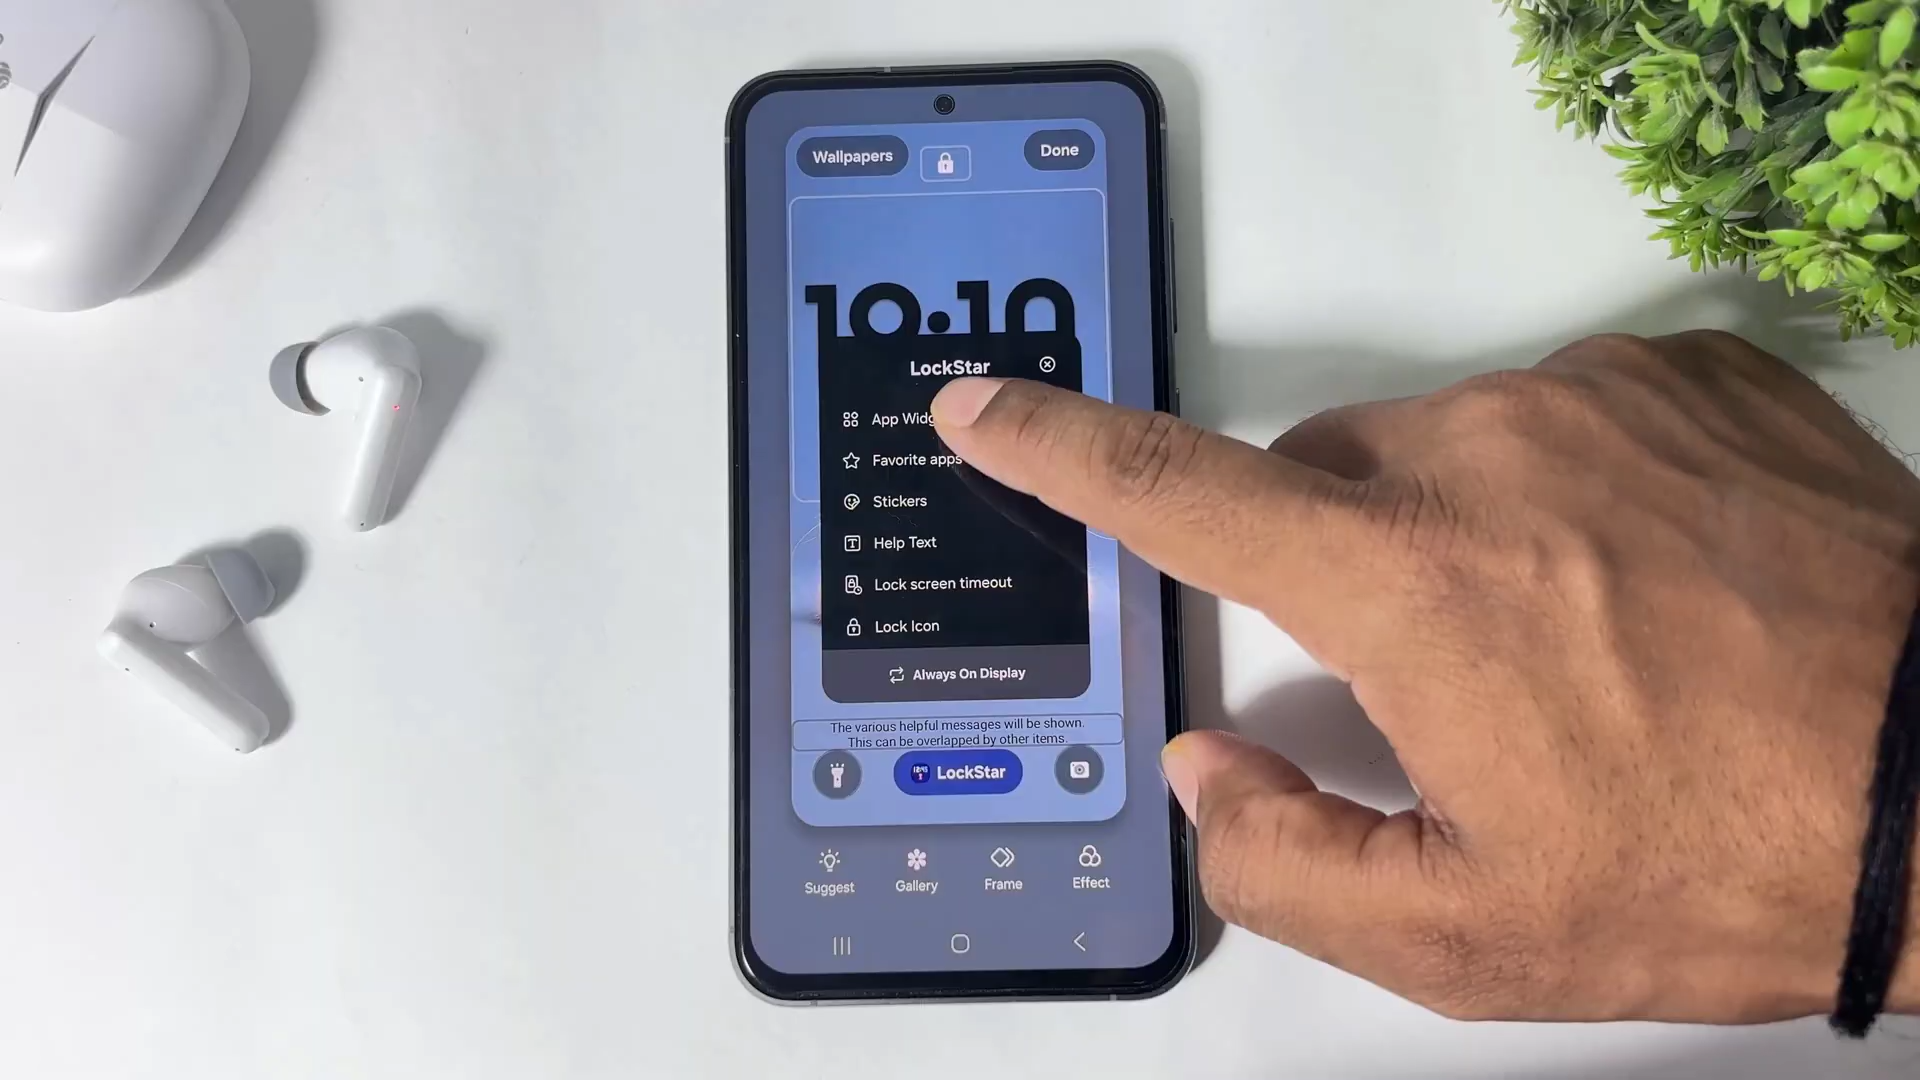 Wallpapers
Done
10:10
LockStar
App
Favorite apps
Stickers
Help Text
Lock screen timeout
Lock Icon
Always On Display
The various helpful messages will be shown.
This can be overlapped by other items.
LockStar
Suggest
Gallery
Frame
Effect